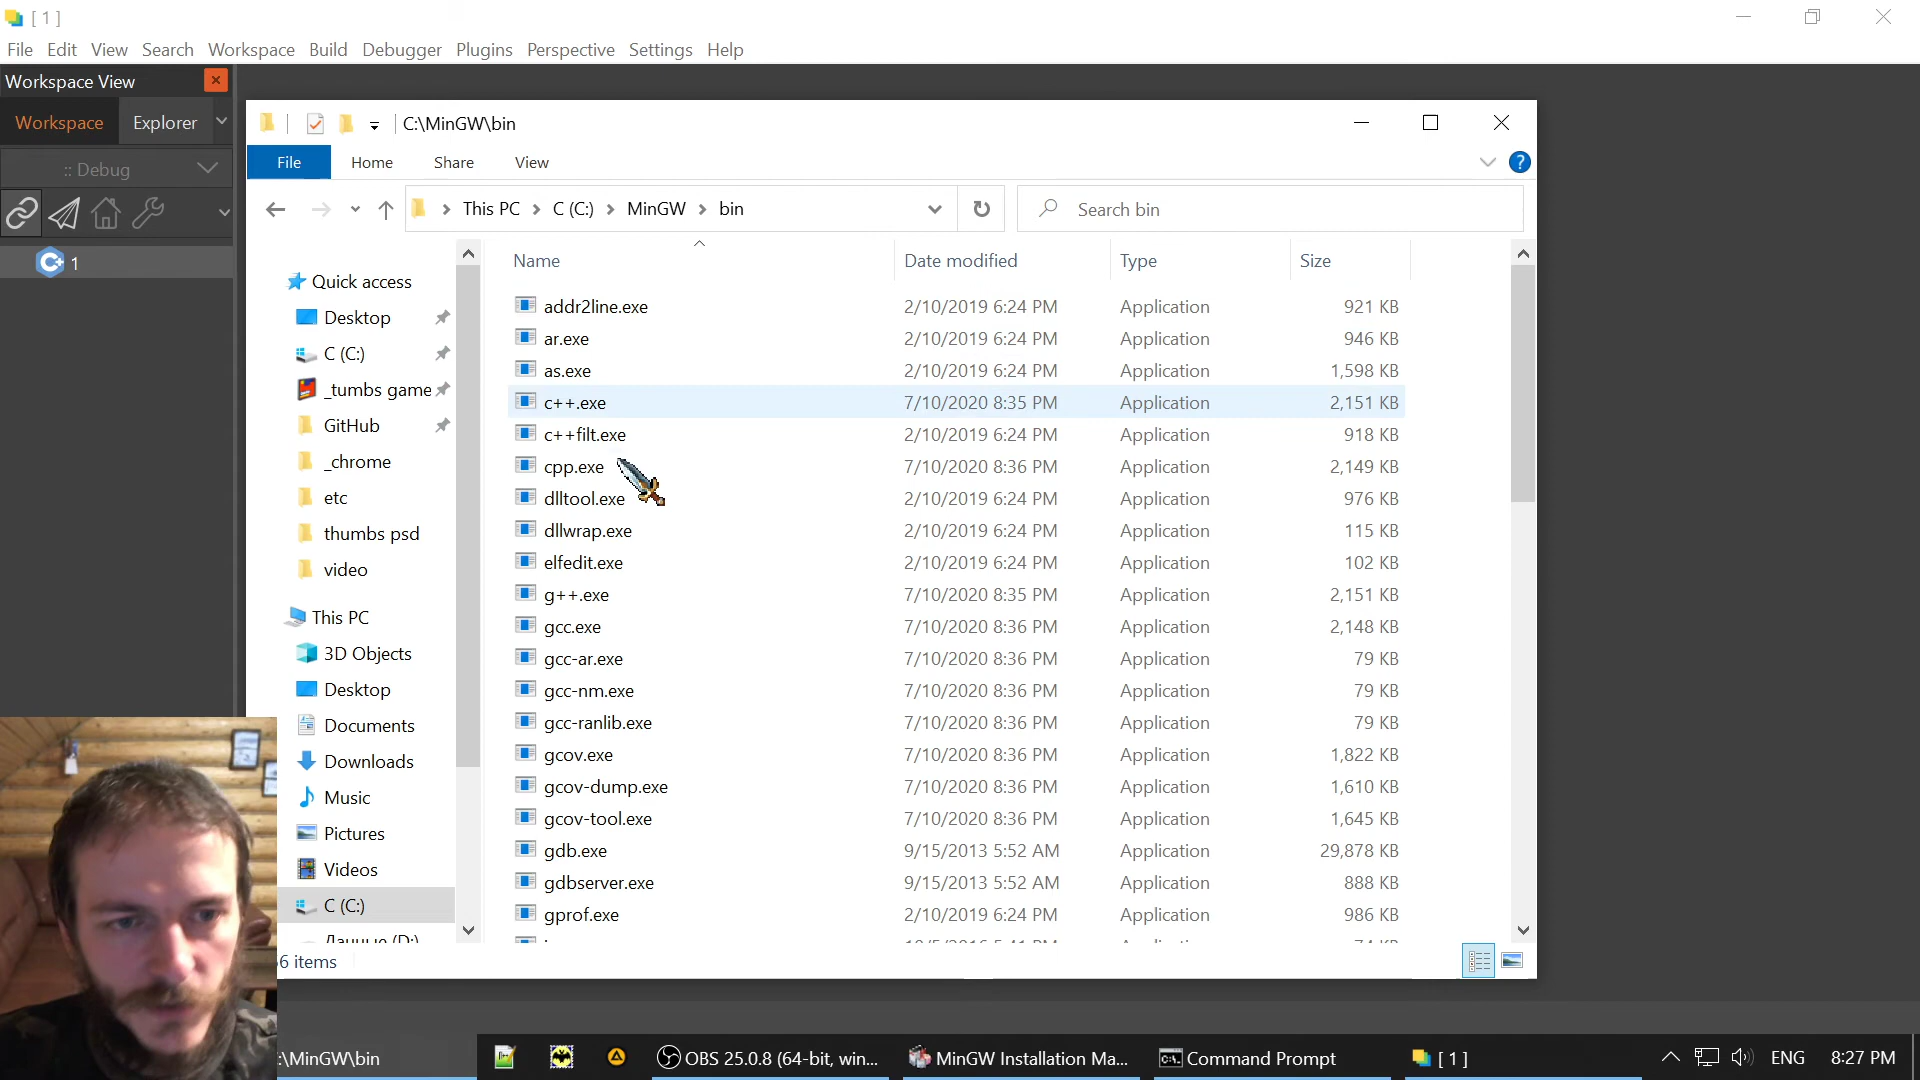 [ 1 ]
File Edit View Search Workspace Build Debugger Plugins Perspective Settings Help
Workspace View
Workspace Explorer
:: Debug
1
C:\MinGW\bin
File Home Share View
This PC C (C:) MinGW bin
Search bin
Name Date modified Type Size
Quick access
Desktop
C (C:)
_tumbs game
GitHub
_chrome
etc
thumbs psd
video
This PC
3D Objects
Desktop
Documents
Downloads
Music
Pictures
Videos
C (C:)
Данные (D:)
addr2line.exe 2/10/2019 6:24 PM Application 921 KB
ar.exe 2/10/2019 6:24 PM Application 946 KB
as.exe 2/10/2019 6:24 PM Application 1,598 KB
c++.exe 7/10/2020 8:35 PM Application 2,151 KB
c++filt.exe 2/10/2019 6:24 PM Application 918 KB
cpp.exe 7/10/2020 8:36 PM Application 2,149 KB
dlltool.exe 2/10/2019 6:24 PM Application 976 KB
dllwrap.exe 2/10/2019 6:24 PM Application 115 KB
elfedit.exe 2/10/2019 6:24 PM Application 102 KB
g++.exe 7/10/2020 8:35 PM Application 2,151 KB
gcc.exe 7/10/2020 8:36 PM Application 2,148 KB
gcc-ar.exe 7/10/2020 8:36 PM Application 79 KB
gcc-nm.exe 7/10/2020 8:36 PM Application 79 KB
gcc-ranlib.exe 7/10/2020 8:36 PM Application 79 KB
gcov.exe 7/10/2020 8:36 PM Application 1,822 KB
gcov-dump.exe 7/10/2020 8:36 PM Application 1,610 KB
gcov-tool.exe 7/10/2020 8:36 PM Application 1,645 KB
gdb.exe 9/15/2013 5:52 AM Application 29,878 KB
gdbserver.exe 9/15/2013 5:52 AM Application 888 KB
gprof.exe 2/10/2019 6:24 PM Application 986 KB
6 items
:\MinGW\bin
OBS 25.0.8 (64-bit, win...
MinGW Installation Ma...
Command Prompt
[ 1 ]
ENG 8:27 PM